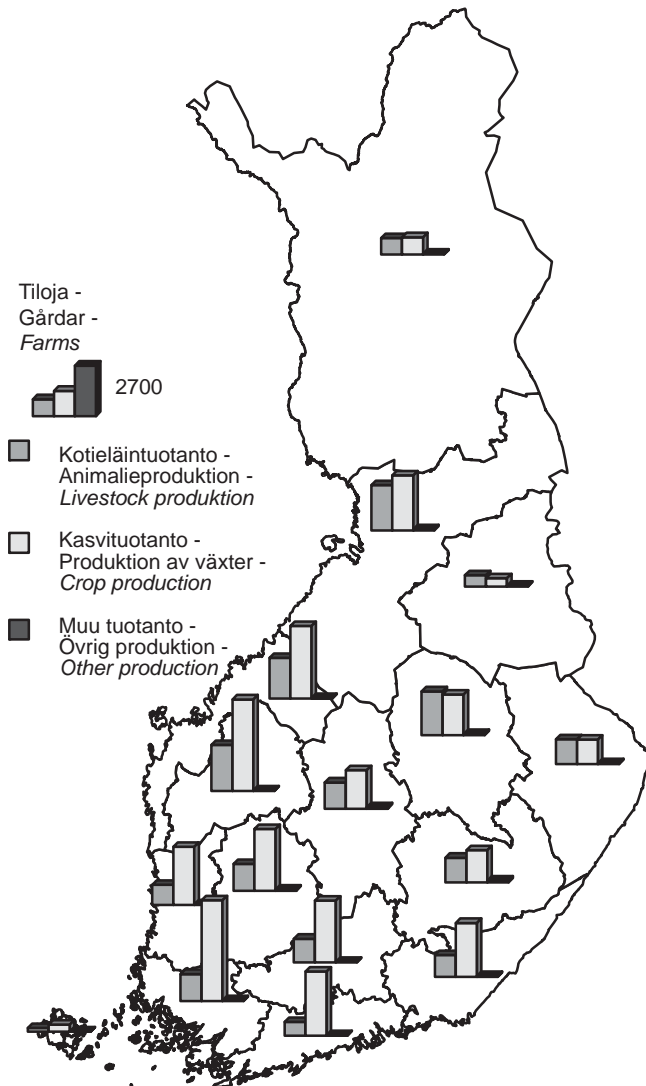 Tiloja -
Gårdar -
Farms
2700
Kotieläintuotanto -
Animalieproduktion -
Livestock produktion
Kasvituotanto -
Produktion av växter -
Crop production
Muu tuotanto -
Övrig produktion -
Other production